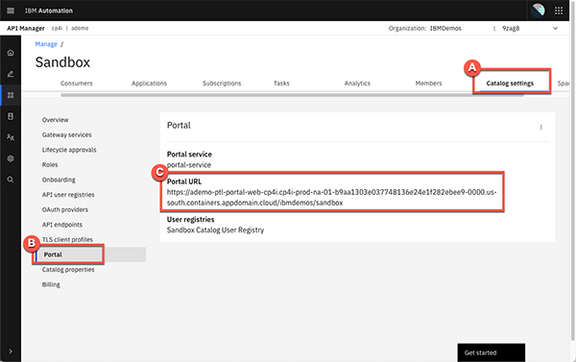 IBM Automation
API Manager cp4i / ademo Organization: IBMDemos 9zag8
Manage /
Sandbox
A
Consumers Applications Subscriptions Tasks Analytics Members Catalog settings Spa
Overview
Gateway services
Lifecycle approvals
Roles
Onboarding
API user registries
OAuth providers
API endpoints
TLS client profiles
B
Portal
Catalog properties
Billing
Portal
Portal service
portal-service
C
Portal URL
https://ademo-ptl-portal-web-cp4i.cp4i-prod-na-01-b9aa1303e037748136e24e1f282ebee9-0000.us-
south.containers.appdomain.cloud/ibmdemos/sandbox
User registries
Sandbox Catalog User Registry
Get started